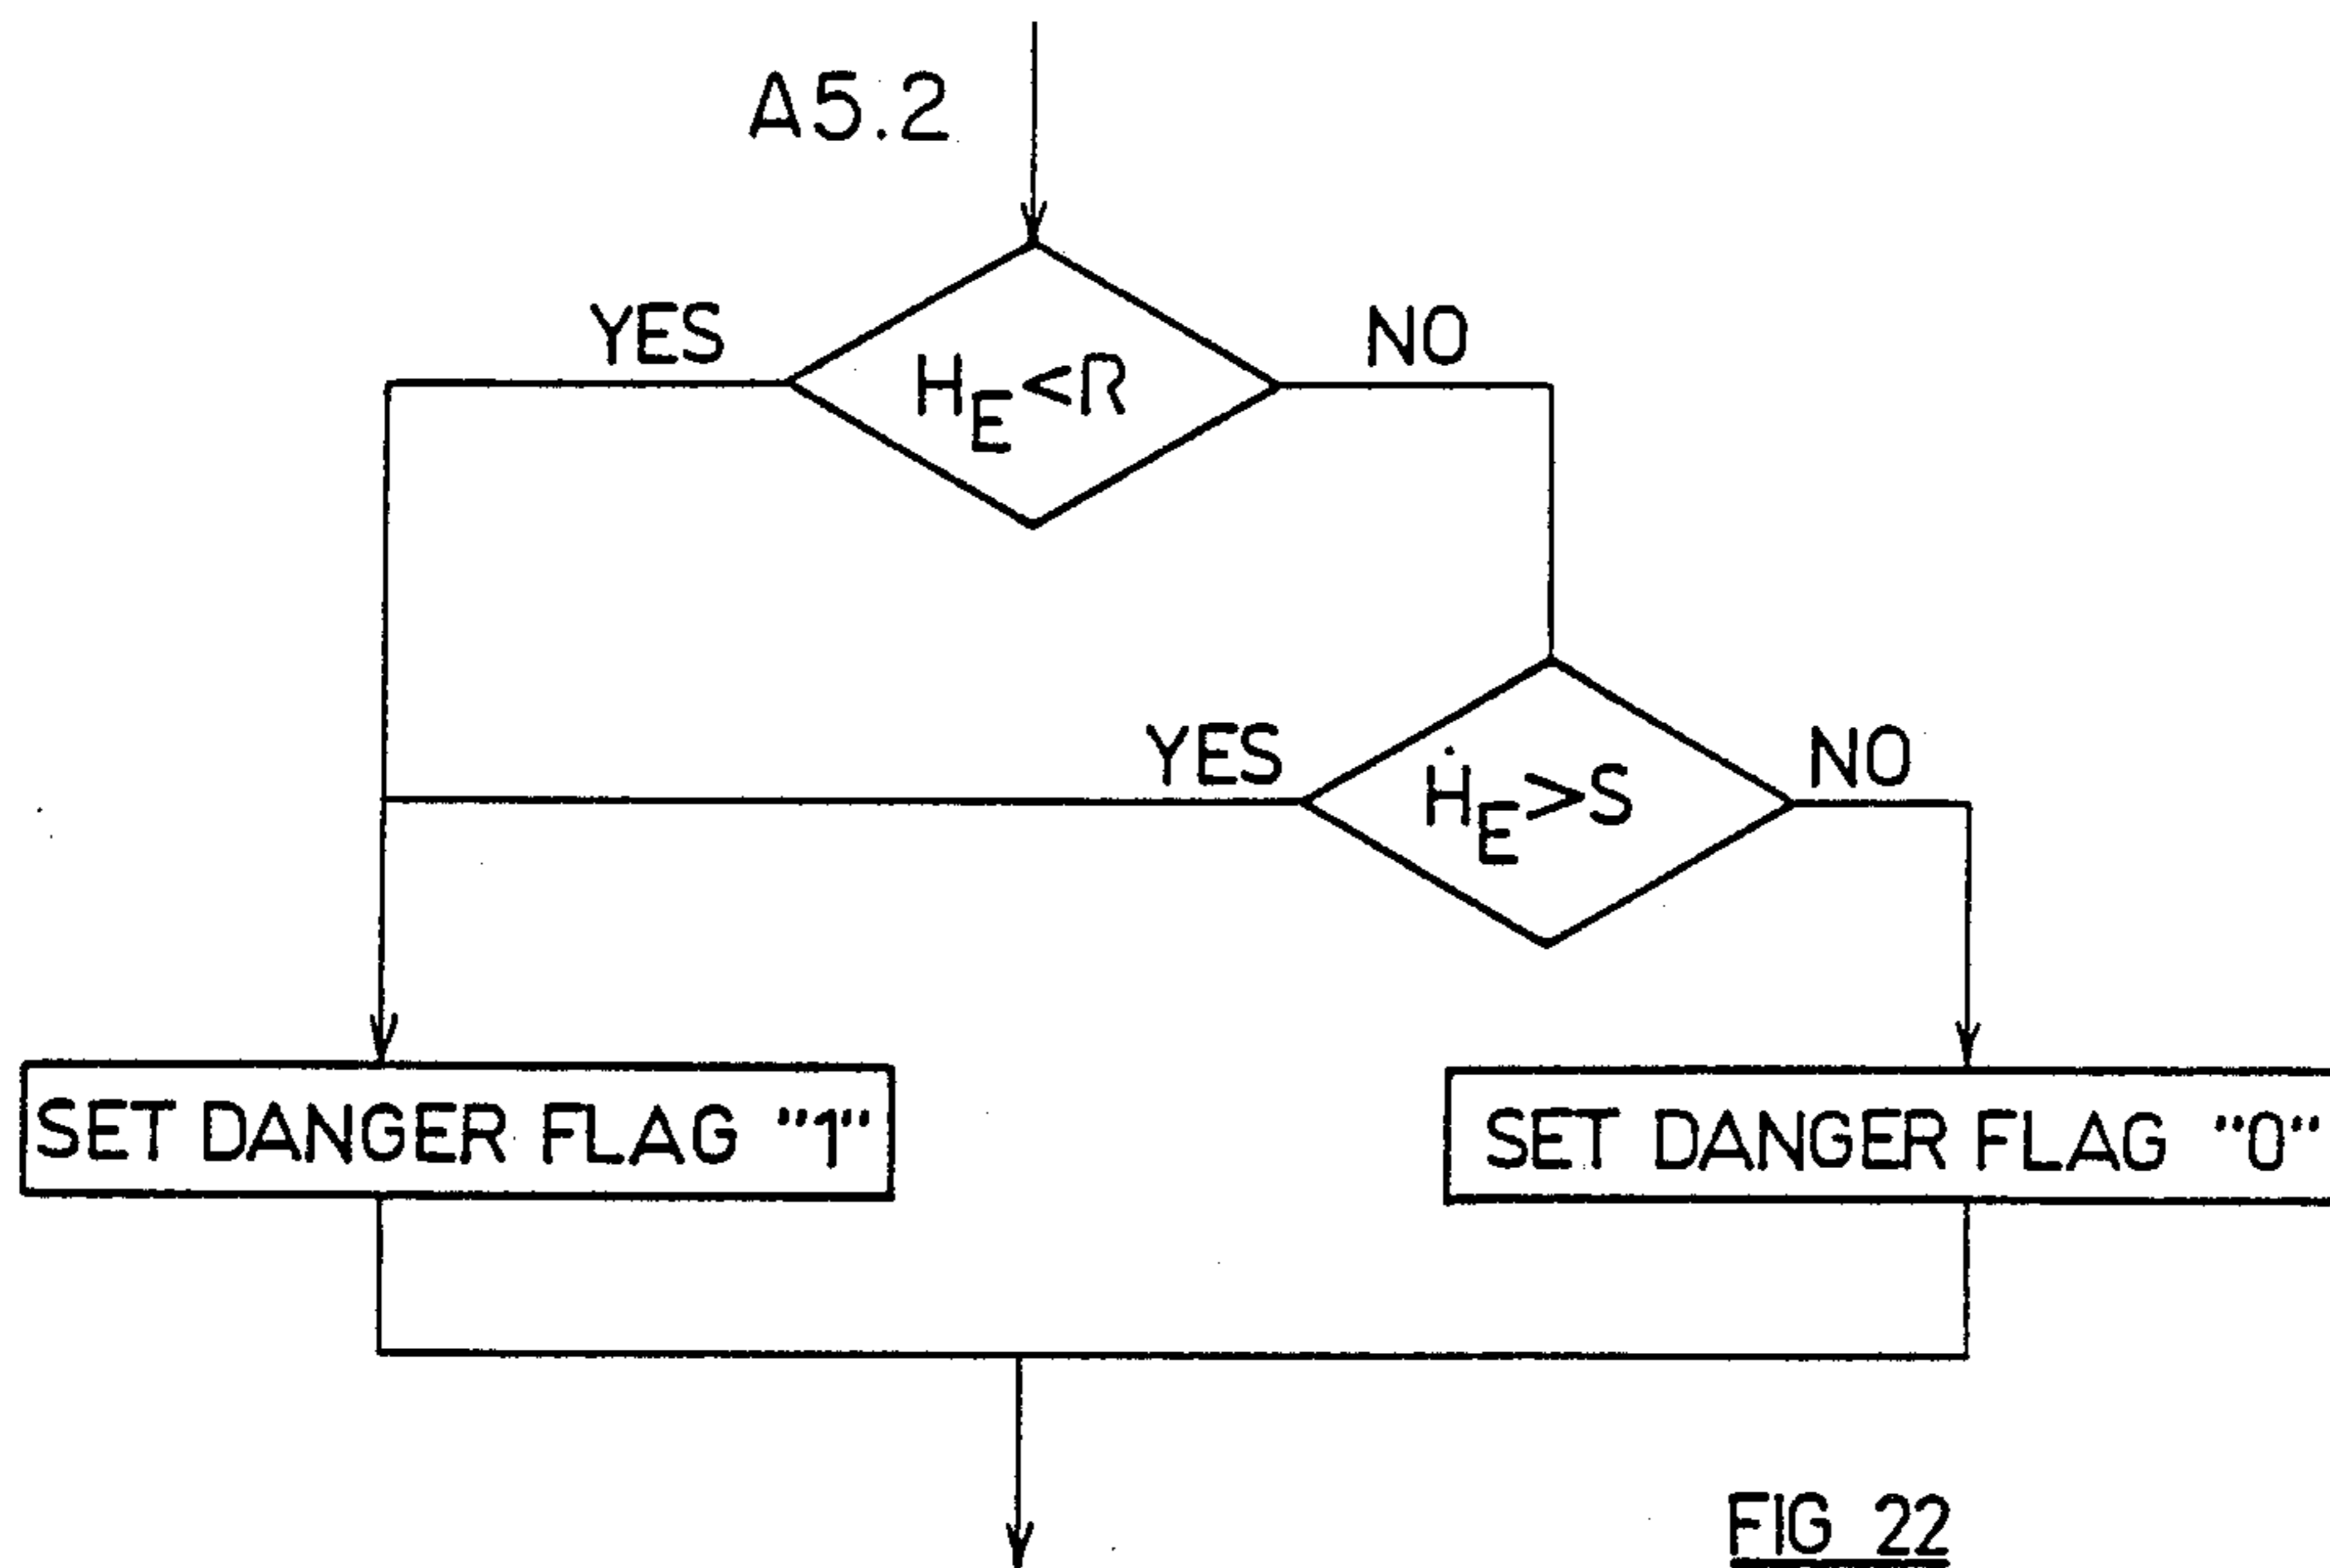 A5.2
YES
NO
H_E<R
YES
NO
Ḣ_E>S
SET DANGER FLAG "1"
SET DANGER FLAG "0"
FIG 22